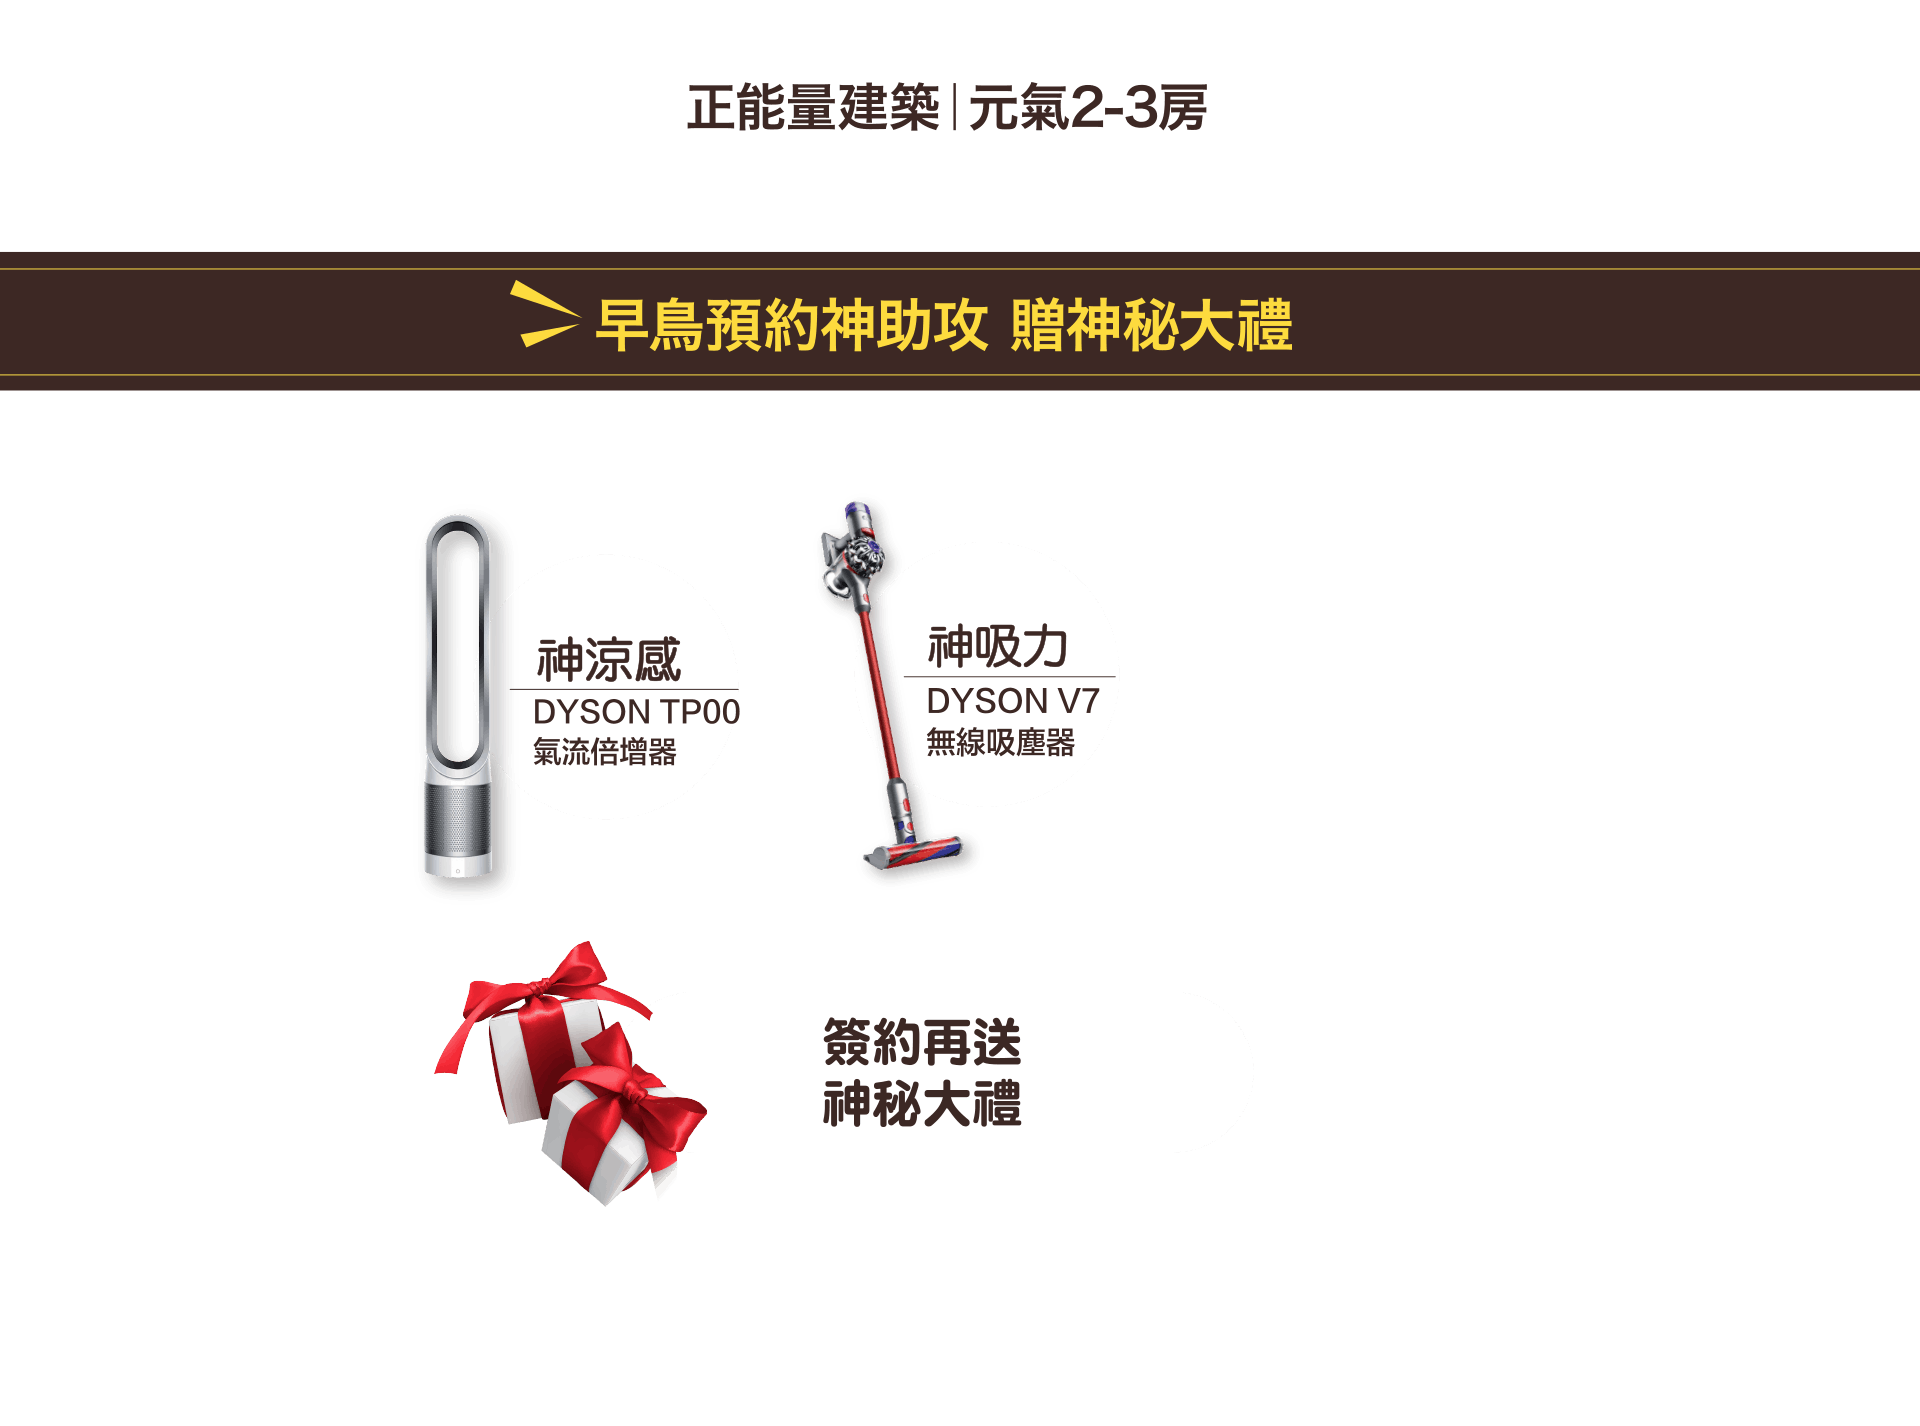 正能量建築|元氣2-3房
早鳥預約神助攻 贈神秘大禮
神涼感
DYSON TP00
氣流倍增器
神吸力
DYSON V7
無線吸塵器
簽約再送
神秘大禮